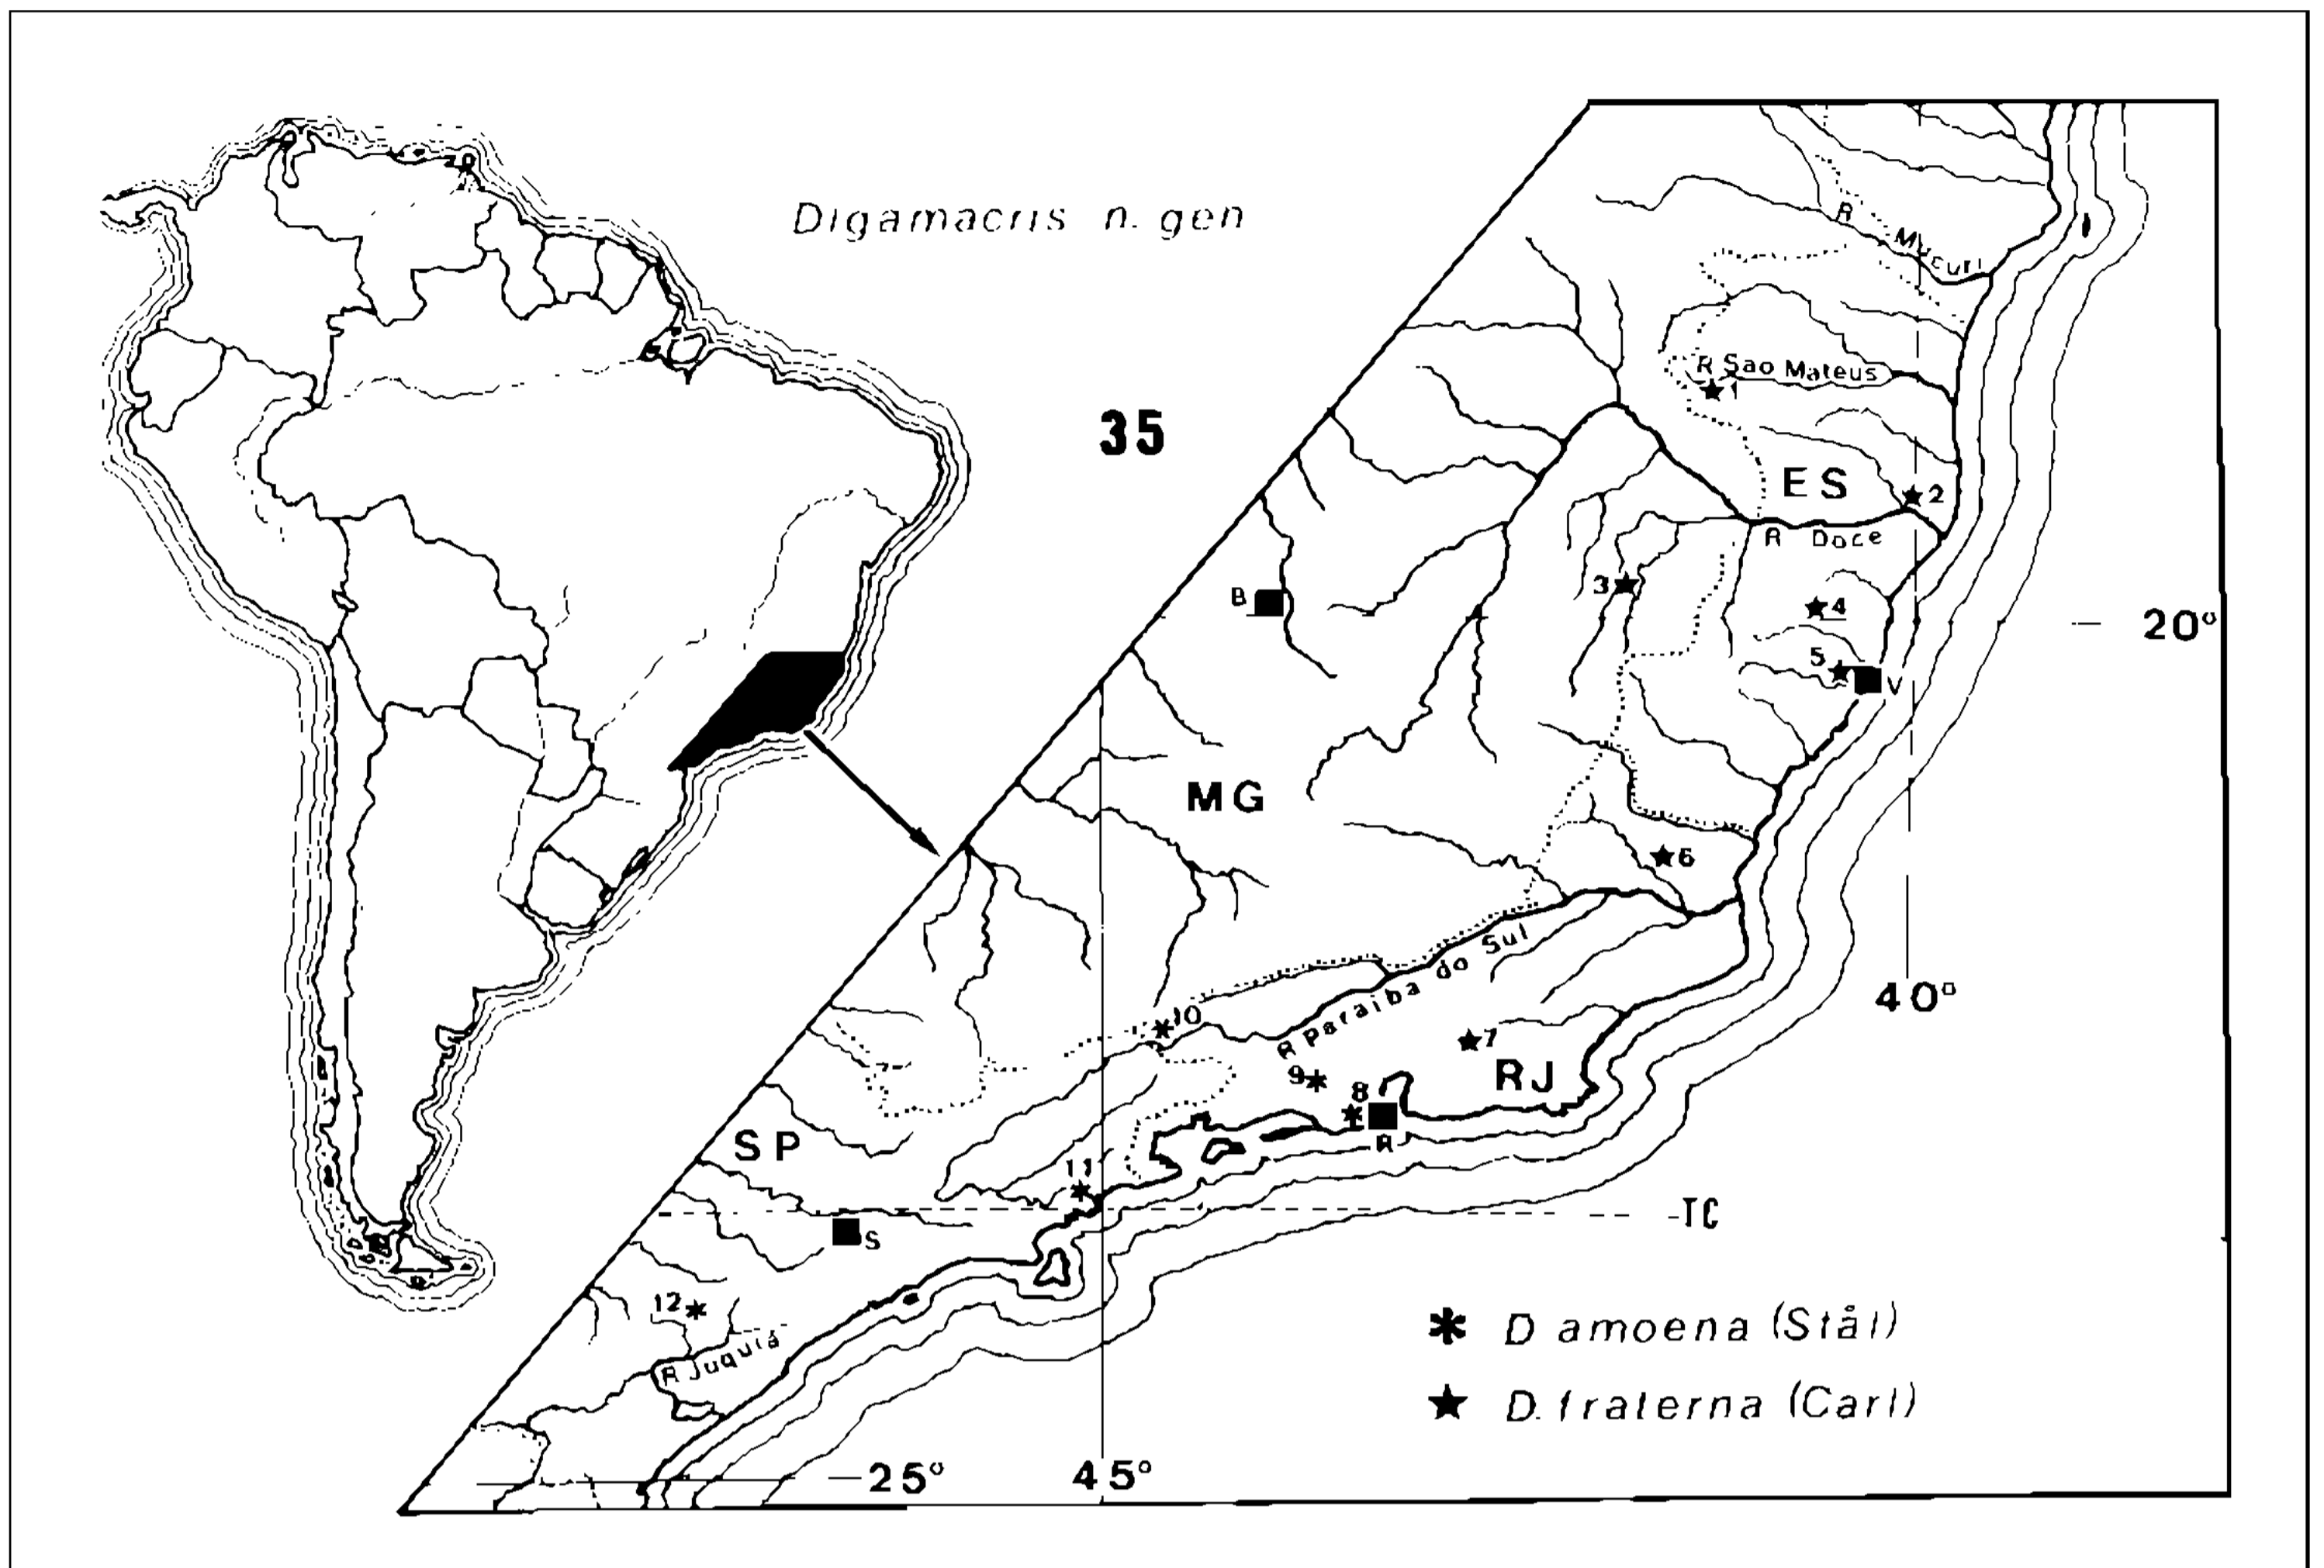 Digamacris n. gen
35
R Mucuri
R Sao Mateus
1
ES
2
R Doce
3
4
B
20°
5
V
MG
6
R Paraiba do Sul
40°
10
7
9
RJ
8
R
SP
11
TC
S
12
R Juquiá
D amoena (Stål)
D. fraterna (Carl)
25°
45°